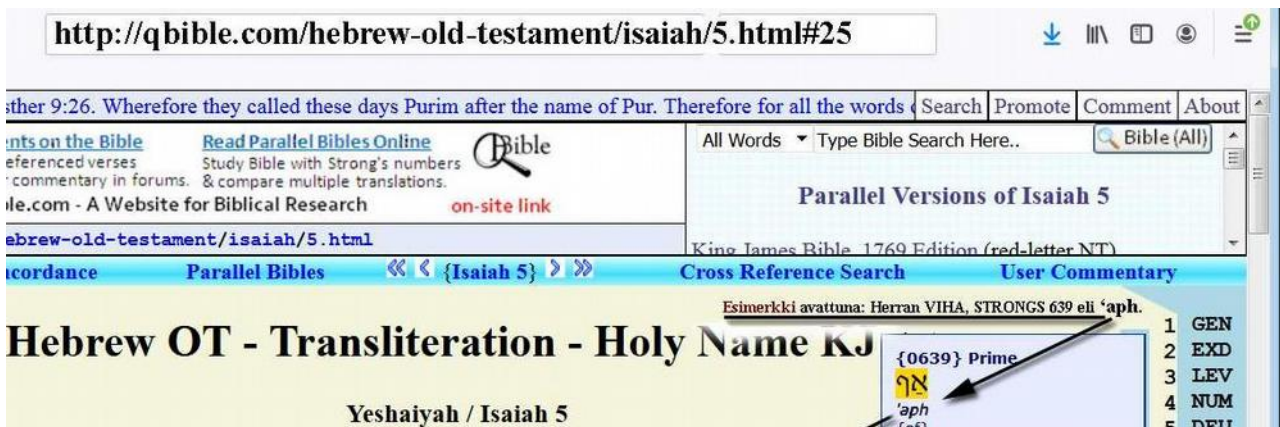 http://qbible.com/hebrew-old-testament/isaiah/5.html#25
sther 9:26. Wherefore they called these days Purim after the name of Pur. Therefore for all the words
Search Promote Comment About
nts on the Bible
eferenced verses
commentary in forums.
Read Parallel Bibles Online
Study Bible with Strong's numbers
& compare multiple translations.
Bible
le.com - A Website for Biblical Research
on-site link
All Words Type Bible Search Here.. Bible (All)
Parallel Versions of Isaiah 5
King James Bible, 1769 Edition (red-letter NT)
ebrew-old-testament/isaiah/5.html
cordance Parallel Bibles « < {Isaiah 5} > » Cross Reference Search User Commentary
Esimerkki avattuna: Herran VIHA, STRONGS 639 eli ‘aph.
Hebrew OT - Transliteration - Holy Name KJ
Yeshaiyah / Isaiah 5
{0639} Prime
אַף
'aph
1 GEN
2 EXD
3 LEV
4 NUM
5 DEU